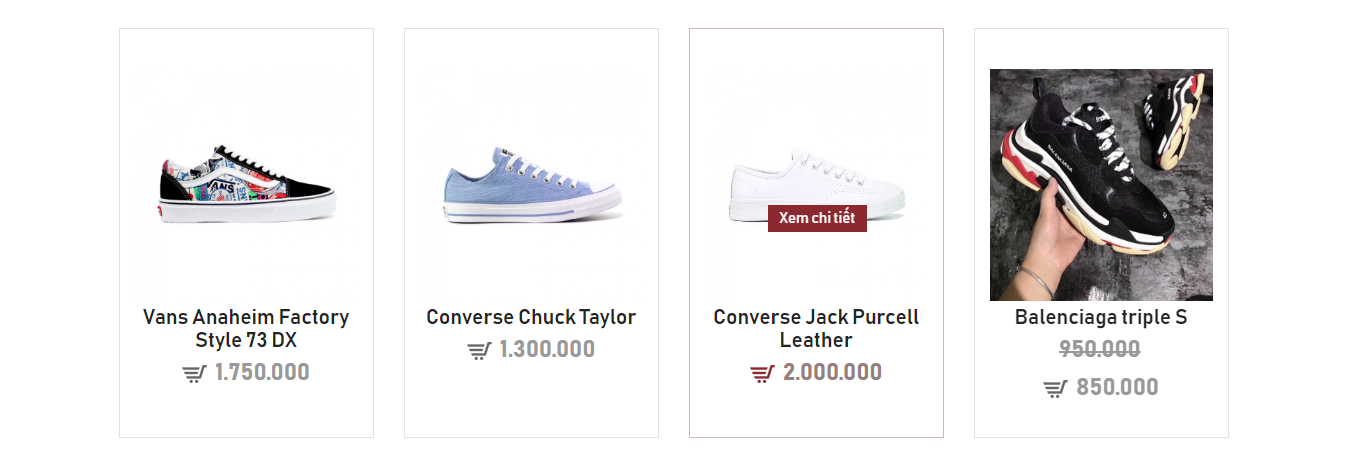 Vans Anaheim Factory
Style 73 DX
1.750.000
Converse Chuck Taylor
1.300.000
Xem chi tiết
Converse Jack Purcell
Leather
2.000.000
Balenciaga triple S
950.000
850.000